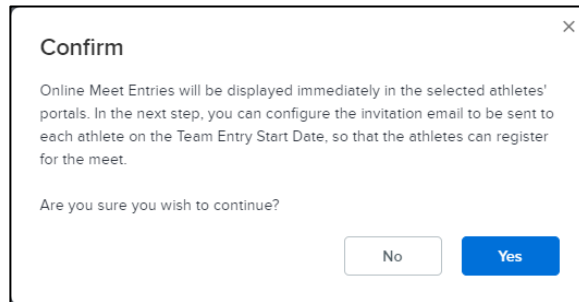 Confirm
Online Meet Entries will be displayed immediately in the selected athletes'
portals. In the next step, you can configure the invitation email to be sent to
each athlete on the Team Entry Start Date, so that the athletes can register
for the meet.
Are you sure you wish to continue?
No
Yes